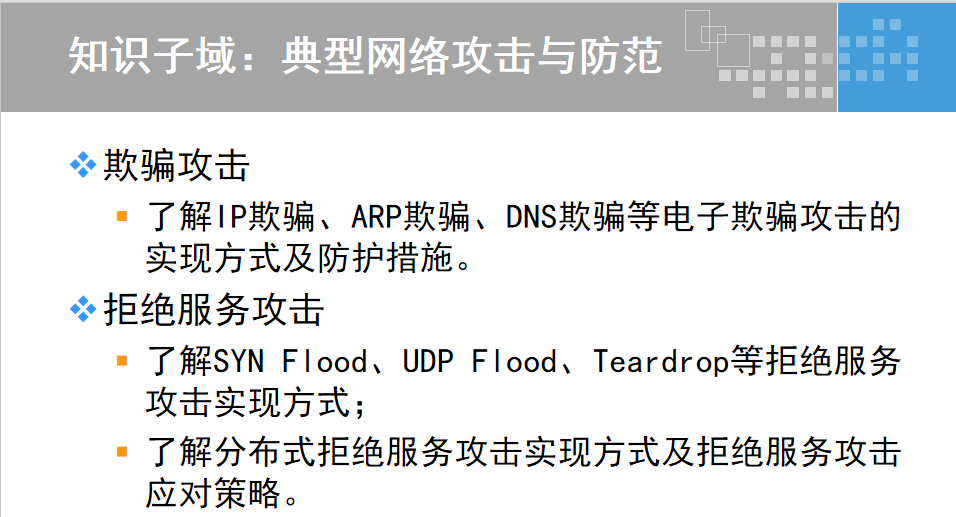 知识子域：典型网络攻击与防范
欺骗攻击
了解IP欺骗、ARP欺骗、DNS欺骗等电子欺骗攻击的
实现方式及防护措施。
拒绝服务攻击
了解SYN Flood、UDP Flood、Teardrop等拒绝服务
攻击实现方式；
了解分布式拒绝服务攻击实现方式及拒绝服务攻击
应对策略。